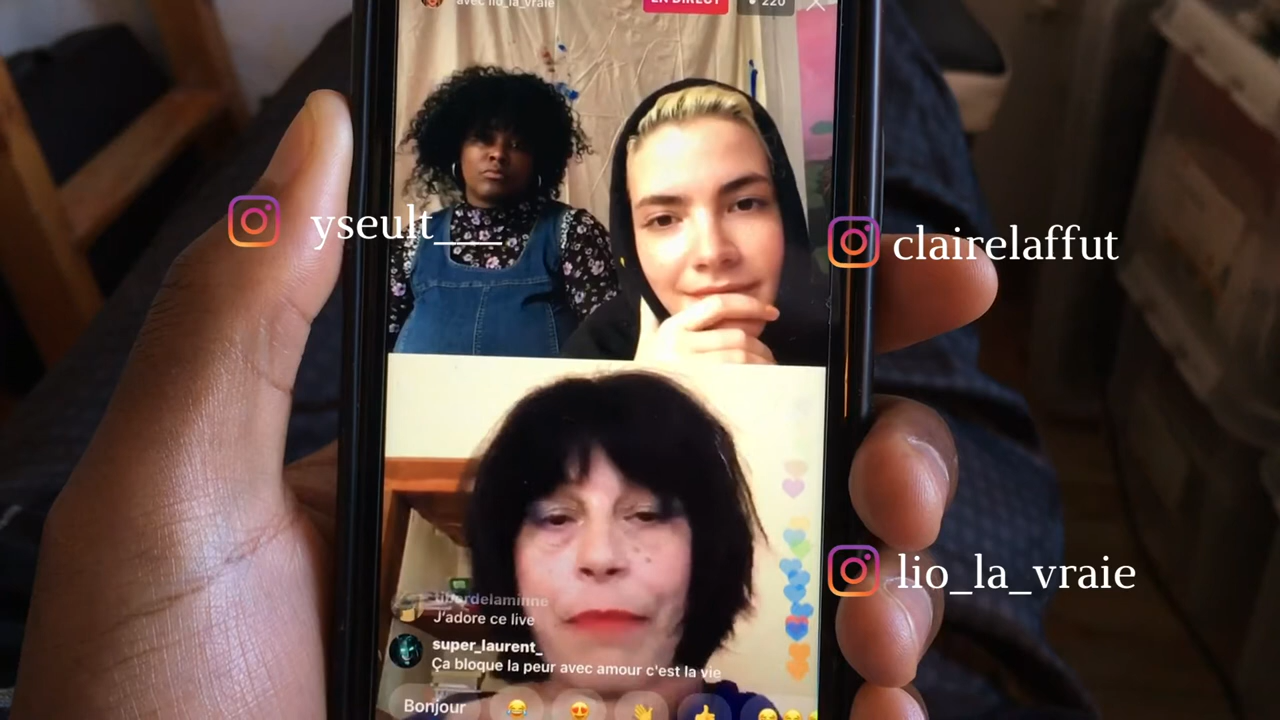 avec lio_la_vraie
EN DIRECT
220
yseult___
clairelaffut
lio_la_vraie
J'adore ce live
super_laurent_
Ça bloque la peur avec amour c'est la vie
Bonjour